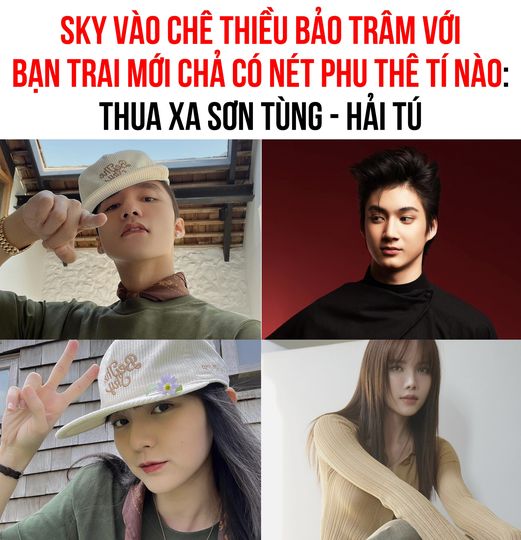 SKY VÀO CHÊ THIỀU BẢO TRÂM VỚI
BẠN TRAI MỚI CHẢ CÓ NÉT PHU THÊ TÍ NÀO:
THUA XA SƠN TÙNG - HẢI TÚ